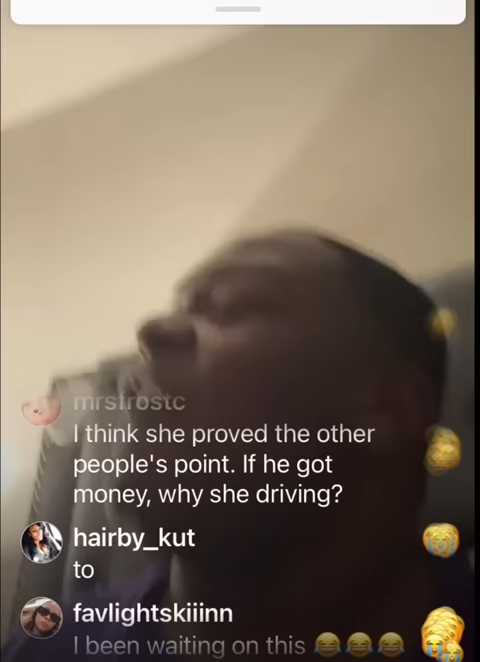 mrsfrostc
I think she proved the other
people's point. If he got
money, why she driving?
hairby_kut
to
favlightskiiinn
I been waiting on this 😂😂😂